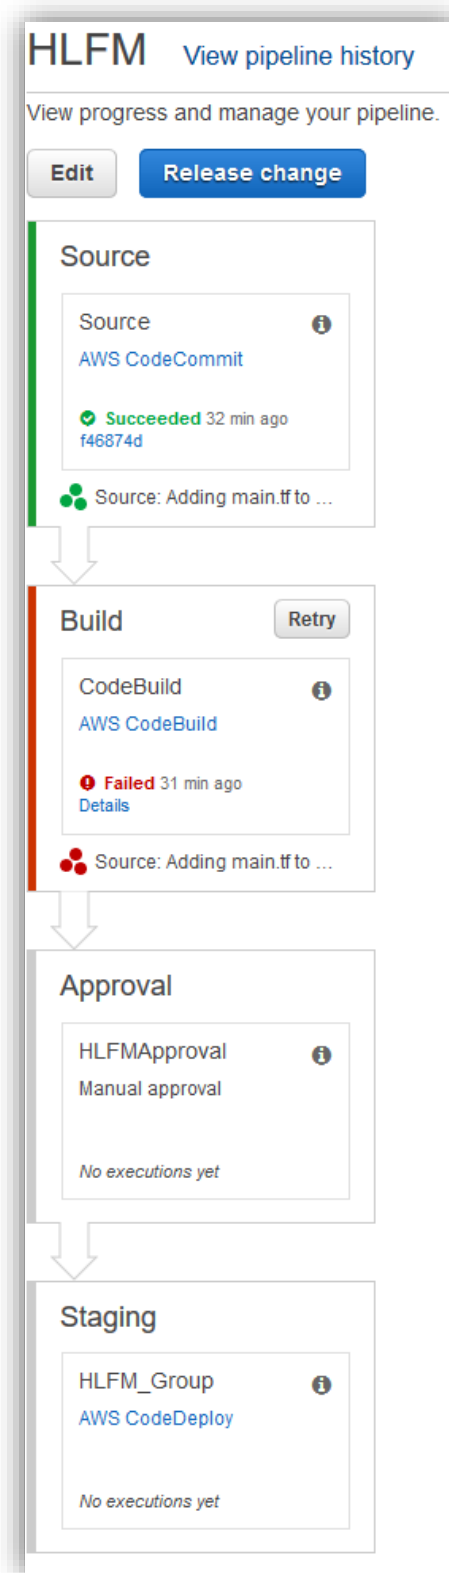 HLFM View pipeline history
View progress and manage your pipeline.
Edit Release change
Source
Source
AWS CodeCommit
Succeeded 32 min ago
f46874d
Source: Adding main.tf to ...
Build Retry
CodeBuild
AWS CodeBuild
Failed 31 min ago
Details
Source: Adding main.tf to ...
Approval
HLFMApproval
Manual approval
No executions yet
Staging
HLFM_Group
AWS CodeDeploy
No executions yet